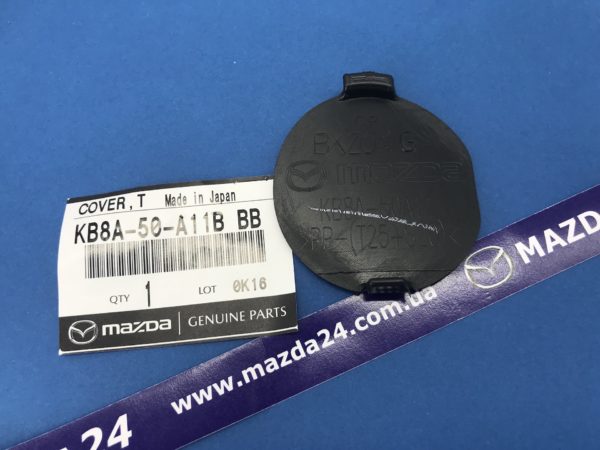 COVER, T Made in Japan
KB8A-50-A11B BB
QTY 1 LOT 0K16
mazda GENUINE PARTS
mazda
MAZDA
mazda24.com.ua
24